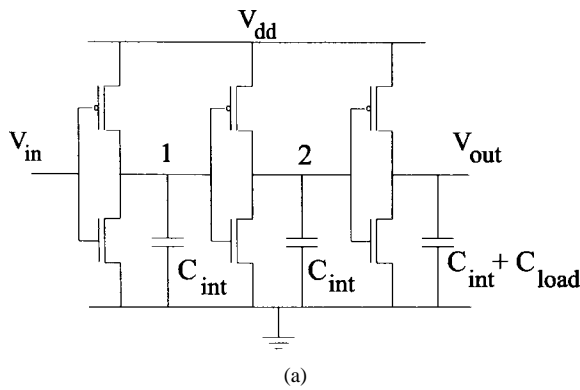 V_dd
V_in
1
2
V_out
C_int
C_int
C_int + C_load
(a)